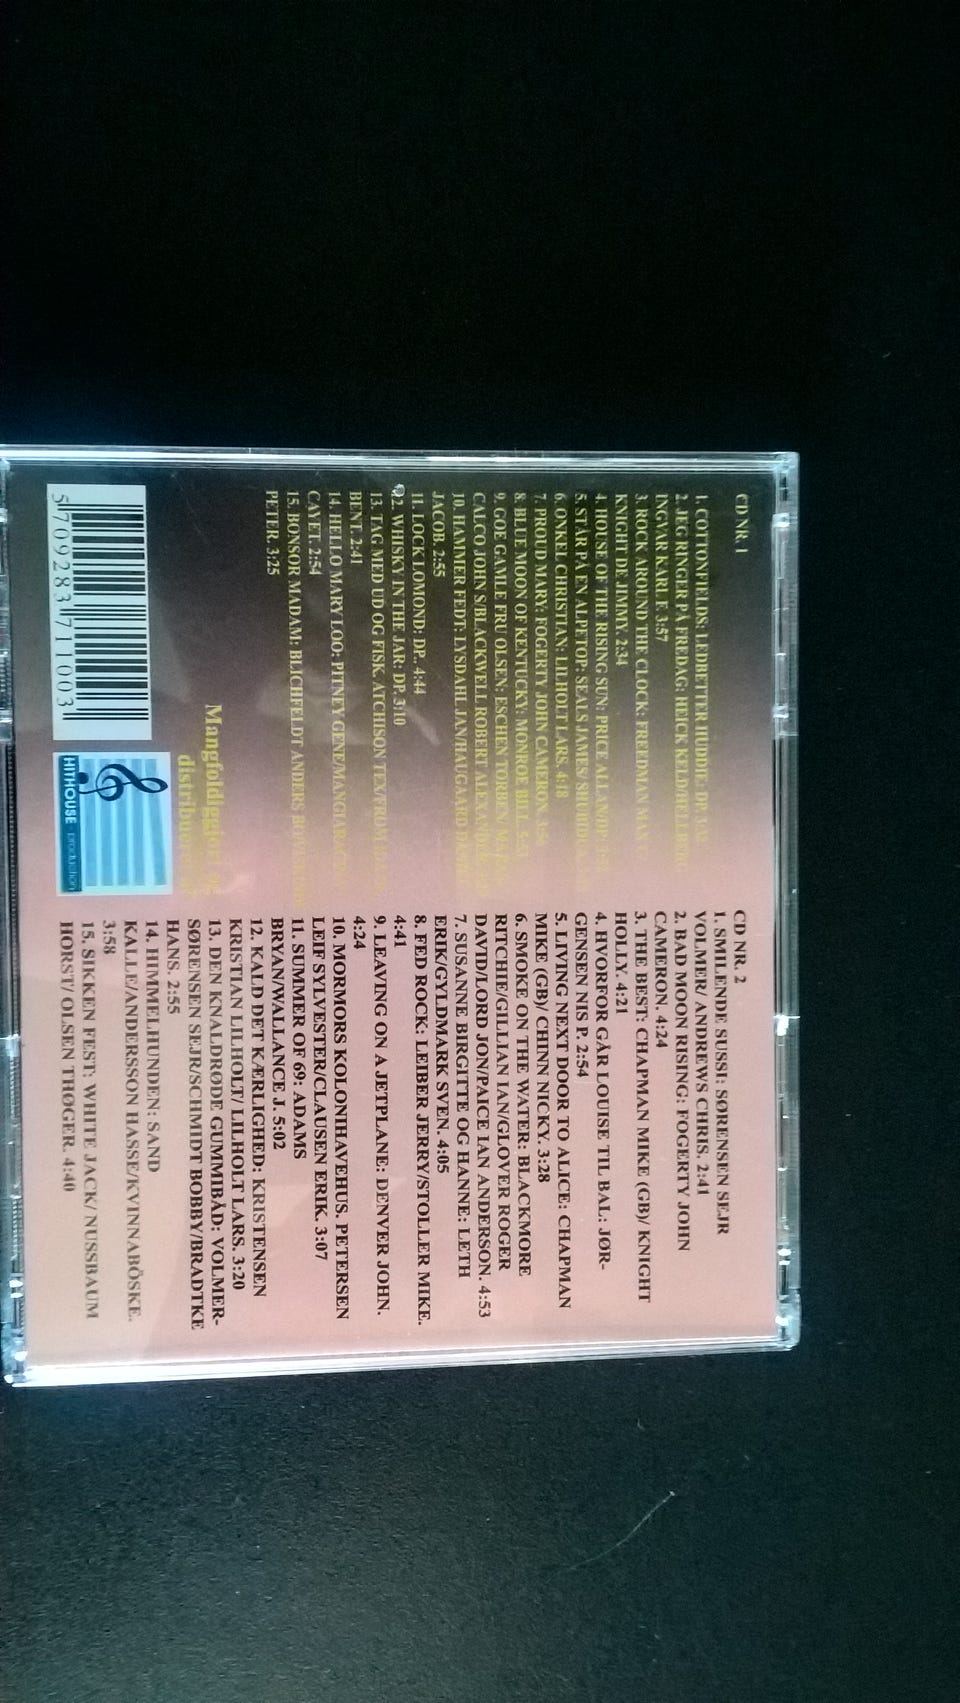 CD NR. 1
1. COTTONFELDS: LEDBETTER HUDDIE. DP.
2. JEG RINGER PÅ FREDAG: HEICK KELD/HELLBERG
INGVAR KARL E. 3:57
3. ROCK AROUND THE CLOCK: FREEDMAN MAX C/
KNIGHT DE JIMMY. 2:34
4. HOUSE OF THE RISING SUN: PRICE ALLAN/DP.
5. STÅR PÅ EN ALPETOP: SEALS JAMES/
6. ONKEL CHRISTIAN: LILHOLT LARS. 4:18
7. PROUD MARY: FOGERTY JOHN CAMERON.
8. BLUE MOON OF KENTUCKY: MONROE BILL.
9. GOE GAMLE FRU OLSEN: ESCHEN TORBEN/
CALCO JOHN S/BLACKWELL ROBERT
10. HAMMER FEDT: LYSDAHL JAN/HAUGAARD
JACOB. 2:55
11. LOCK LOMOND: DP.. 4:44
2. WHISKY IN THE JAR: DP. 3:10
13. TAG MED UD OG FISK. ATCHISON TEX/
BENT. 2:41
14. HELLO MARY LOO: PITNEY GENE/
CAYET. 2:54
15. BONSOR MADAM: BLICHFELDT ANDERS
PETER. 3:25
Mangfoldiggjort og
distribueret af
5 709283 711003
HITHOUSE production
CD NR. 2
1. SMILENDE SUSSI: SØRENSEN SEJR
VOLMER/ ANDREWS CHRIS. 2:41
2. BAD MOON RISING: FOGERTY JOHN
CAMERON. 4:24
3. THE BEST: CHAPMAN MIKE (GB)/ KNIGHT
HOLLY. 4:21
4. HVORFOR GÅR LOUISE TIL BAL: JØR-
GENSEN NIS P. 2:54
5. LIVING NEXT DOOR TO ALICE: CHAPMAN
MIKE (GB)/ CHINN NICKY. 3:28
6. SMOKE ON THE WATER: BLACKMORE
RITCHIE/GILLIAN IAN/GLOVER ROGER
DAVID/LORD JON/PAICE IAN ANDERSON. 4:53
7. SUSANNE BIRGITTE OG HANNE: LETH
ERIK/GYLDMARK SVEN. 4:05
8. FED ROCK: LEIBER JERRY/STOLLER MIKE.
4:41
9. LEAVING ON A JETPLANE: DENVER JOHN.
4:24
10. MORMORS KOLONIHAVEHUS. PETERSEN
LEIF SYLVESTER/CLAUSEN ERIK. 3:07
11. SUMMER OF 69: ADAMS
BRYAN/WALLANCE J. 5:02
12. KALD DET KÆRLIGHED: KRISTENSEN
KRISTIAN LILHOLT/ LILHOLT LARS. 3:20
13. DEN KNALDRØDE GUMMIBÅD: VOLMER-
SØRENSEN SEJR/SCHMIDT BOBBY/BRADTKE
HANS. 2:55
14. HIMMELHUNDEN: SAND
KALLE/ANDERSSON HASSE/KVINNABÖSKE.
3:58
15. SIKKEN FEST: WHITE JACK/ NUSSBAUM
HORST/ OLSEN THØGER. 4:40